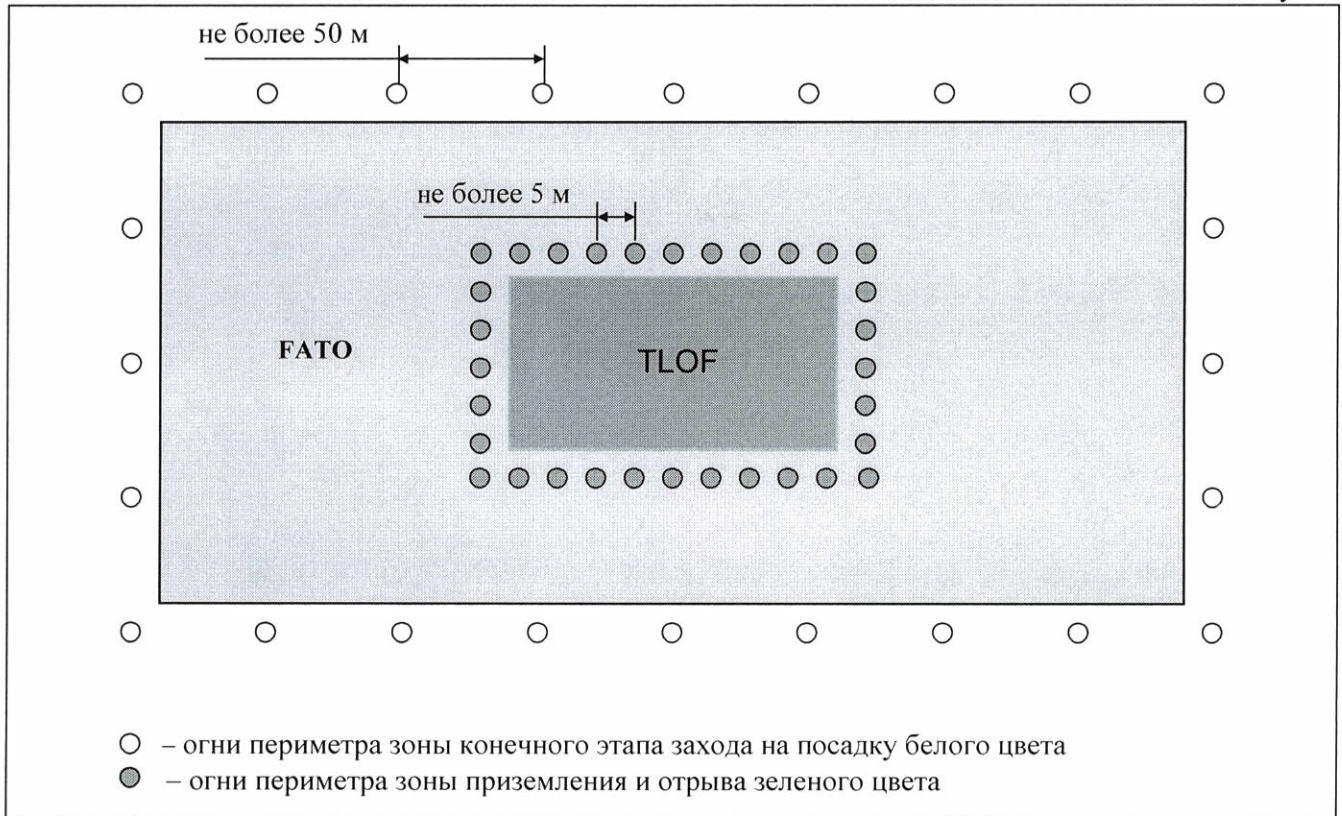 не более 50 м
не более 5 м
FATO
TLOF
– огни периметра зоны конечного этапа захода на посадку белого цвета
– огни периметра зоны приземления и отрыва зеленого цвета